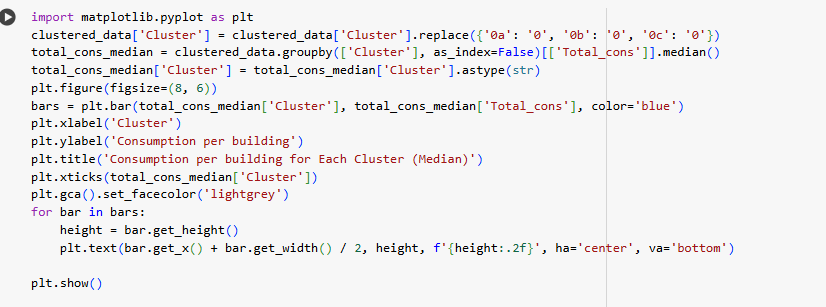 import matplotlib.pyplot as plt
clustered_data['Cluster'] = clustered_data['Cluster'].replace({'0a': '0', '0b': '0', '0c': '0'})
total_cons_median = clustered_data.groupby(['Cluster'], as_index=False)[['Total_cons']].median()
total_cons_median['Cluster'] = total_cons_median['Cluster'].astype(str)
plt.figure(figsize=(8, 6))
bars = plt.bar(total_cons_median['Cluster'], total_cons_median['Total_cons'], color='blue')
plt.xlabel('Cluster')
plt.ylabel('Consumption per building')
plt.title('Consumption per building for Each Cluster (Median)')
plt.xticks(total_cons_median['Cluster'])
plt.gca().set_facecolor('lightgrey')
for bar in bars:
    height = bar.get_height()
    plt.text(bar.get_x() + bar.get_width() / 2, height, f'{height:.2f}', ha='center', va='bottom')
plt.show()